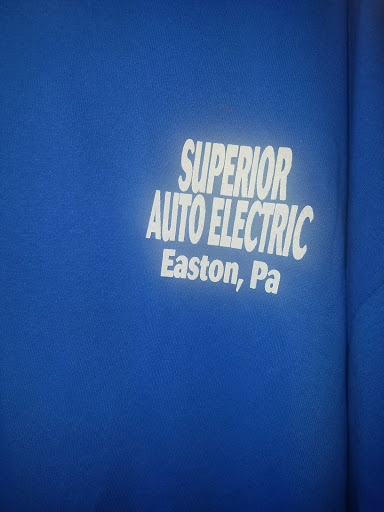 SUPERIOR
AUTO ELECTRIC
Easton, Pa